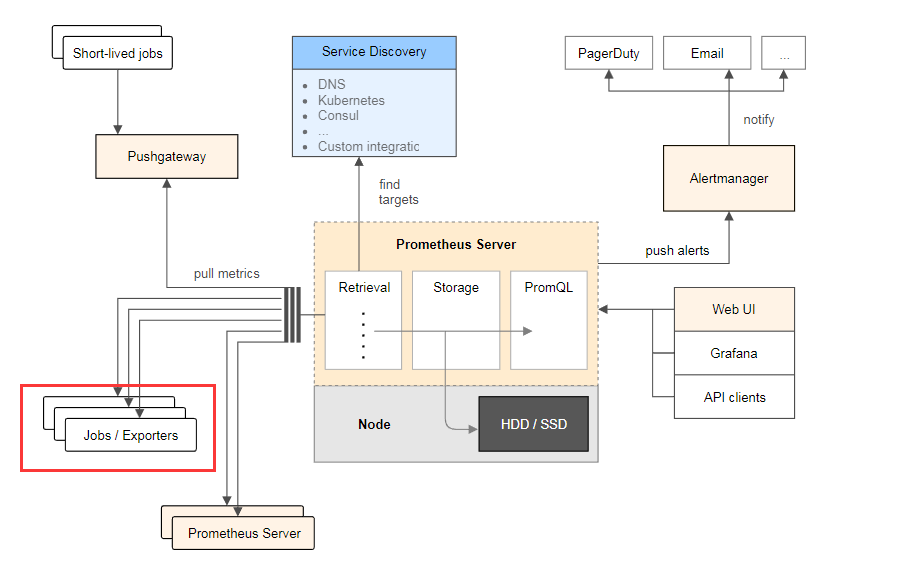 Short-lived jobs
Service Discovery
DNS
Kubernetes
Consul
...
Custom integratic
PagerDuty
Email
...
notify
Pushgateway
Alertmanager
find
targets
pull metrics
push alerts
Prometheus Server
Retrieval
Storage
PromQL
Web UI
Grafana
API clients
Node
HDD / SSD
Jobs / Exporters
Prometheus Server